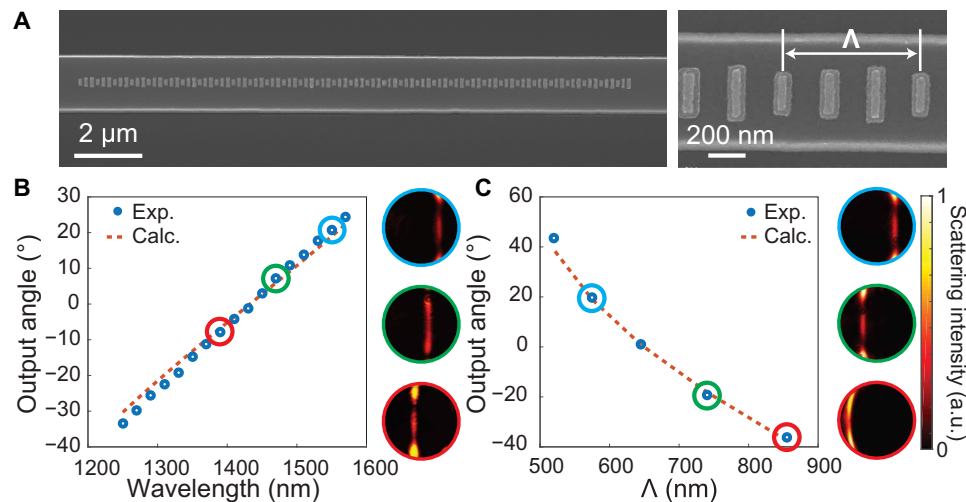 A
2 µm
Λ
200 nm
B
30
20
10
0
−10
−20
−30
−40
Output angle (°)
Exp.
Calc.
1200
1300
1400
1500
1600
Wavelength (nm)
C
60
40
20
0
−20
−40
Output angle (°)
Exp.
Calc.
500
600
700
800
900
Λ (nm)
1
0
Scattering intensity (a.u.)